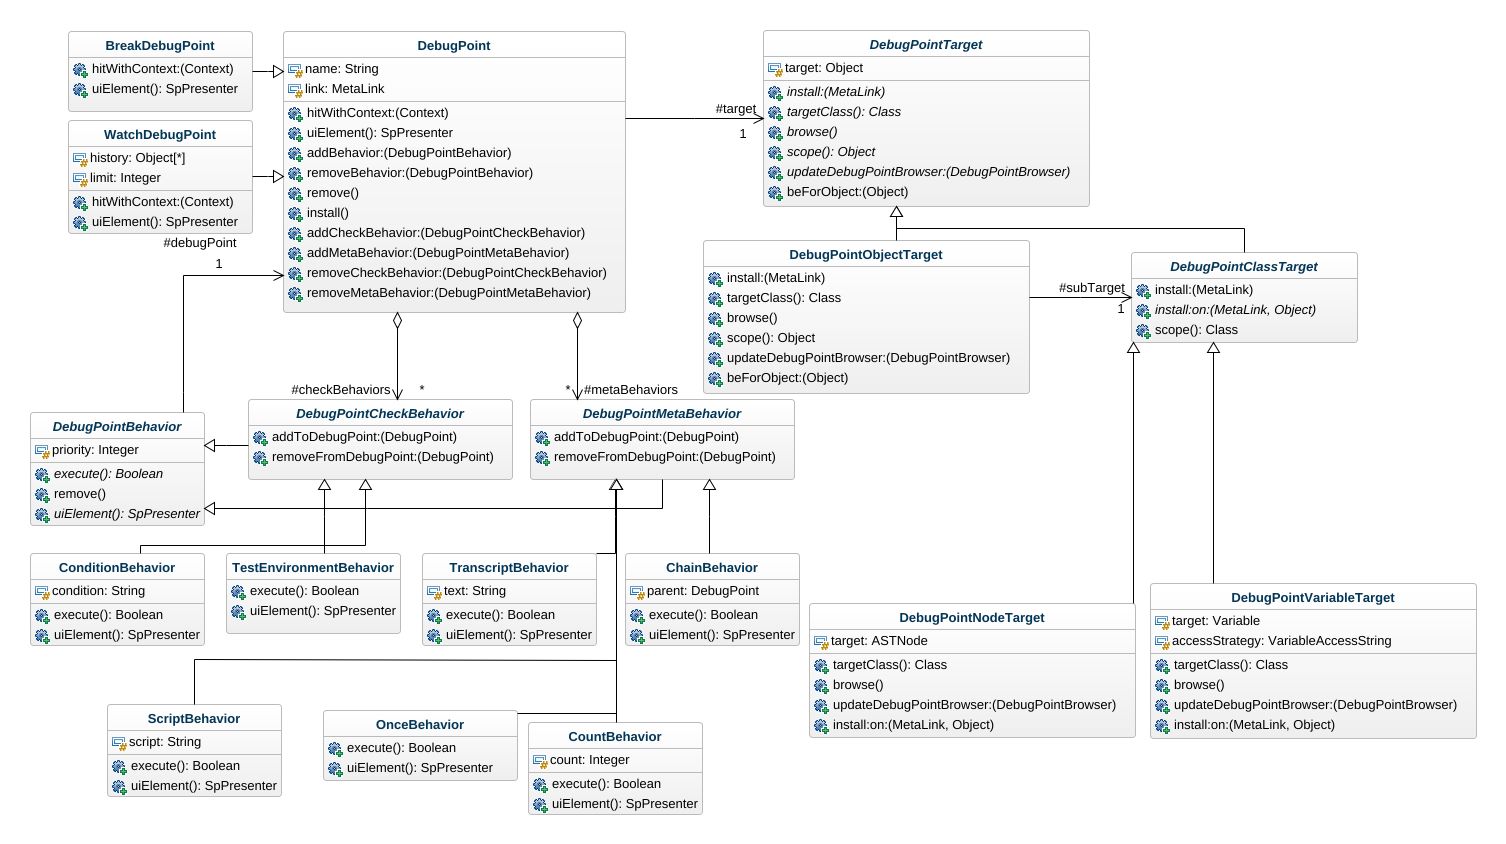 BreakDebugPoint
hitWithContext:(Context)
uiElement(): SpPresenter
WatchDebugPoint
history: Object[*]
limit: Integer
hitWithContext:(Context)
uiElement(): SpPresenter
DebugPoint
name: String
link: MetaLink
hitWithContext:(Context)
uiElement(): SpPresenter
addBehavior:(DebugPointBehavior)
removeBehavior:(DebugPointBehavior)
remove()
install()
addCheckBehavior:(DebugPointCheckBehavior)
addMetaBehavior:(DebugPointMetaBehavior)
removeCheckBehavior:(DebugPointCheckBehavior)
removeMetaBehavior:(DebugPointMetaBehavior)
#target
1
DebugPointTarget
target: Object
install:(MetaLink)
targetClass(): Class
browse()
scope(): Object
updateDebugPointBrowser:(DebugPointBrowser)
beForObject:(Object)
#debugPoint
1
DebugPointObjectTarget
install:(MetaLink)
targetClass(): Class
browse()
scope(): Object
updateDebugPointBrowser:(DebugPointBrowser)
beForObject:(Object)
#subTarget
1
DebugPointClassTarget
install:(MetaLink)
install:on:(MetaLink, Object)
scope(): Class
#checkBehaviors
*
*
#metaBehaviors
DebugPointBehavior
priority: Integer
execute(): Boolean
remove()
uiElement(): SpPresenter
DebugPointCheckBehavior
addToDebugPoint:(DebugPoint)
removeFromDebugPoint:(DebugPoint)
DebugPointMetaBehavior
addToDebugPoint:(DebugPoint)
removeFromDebugPoint:(DebugPoint)
ConditionBehavior
condition: String
execute(): Boolean
uiElement(): SpPresenter
TestEnvironmentBehavior
execute(): Boolean
uiElement(): SpPresenter
TranscriptBehavior
text: String
execute(): Boolean
uiElement(): SpPresenter
ChainBehavior
parent: DebugPoint
execute(): Boolean
uiElement(): SpPresenter
DebugPointNodeTarget
target: ASTNode
targetClass(): Class
browse()
updateDebugPointBrowser:(DebugPointBrowser)
install:on:(MetaLink, Object)
DebugPointVariableTarget
target: Variable
accessStrategy: VariableAccessString
targetClass(): Class
browse()
updateDebugPointBrowser:(DebugPointBrowser)
install:on:(MetaLink, Object)
ScriptBehavior
script: String
execute(): Boolean
uiElement(): SpPresenter
OnceBehavior
execute(): Boolean
uiElement(): SpPresenter
CountBehavior
count: Integer
execute(): Boolean
uiElement(): SpPresenter